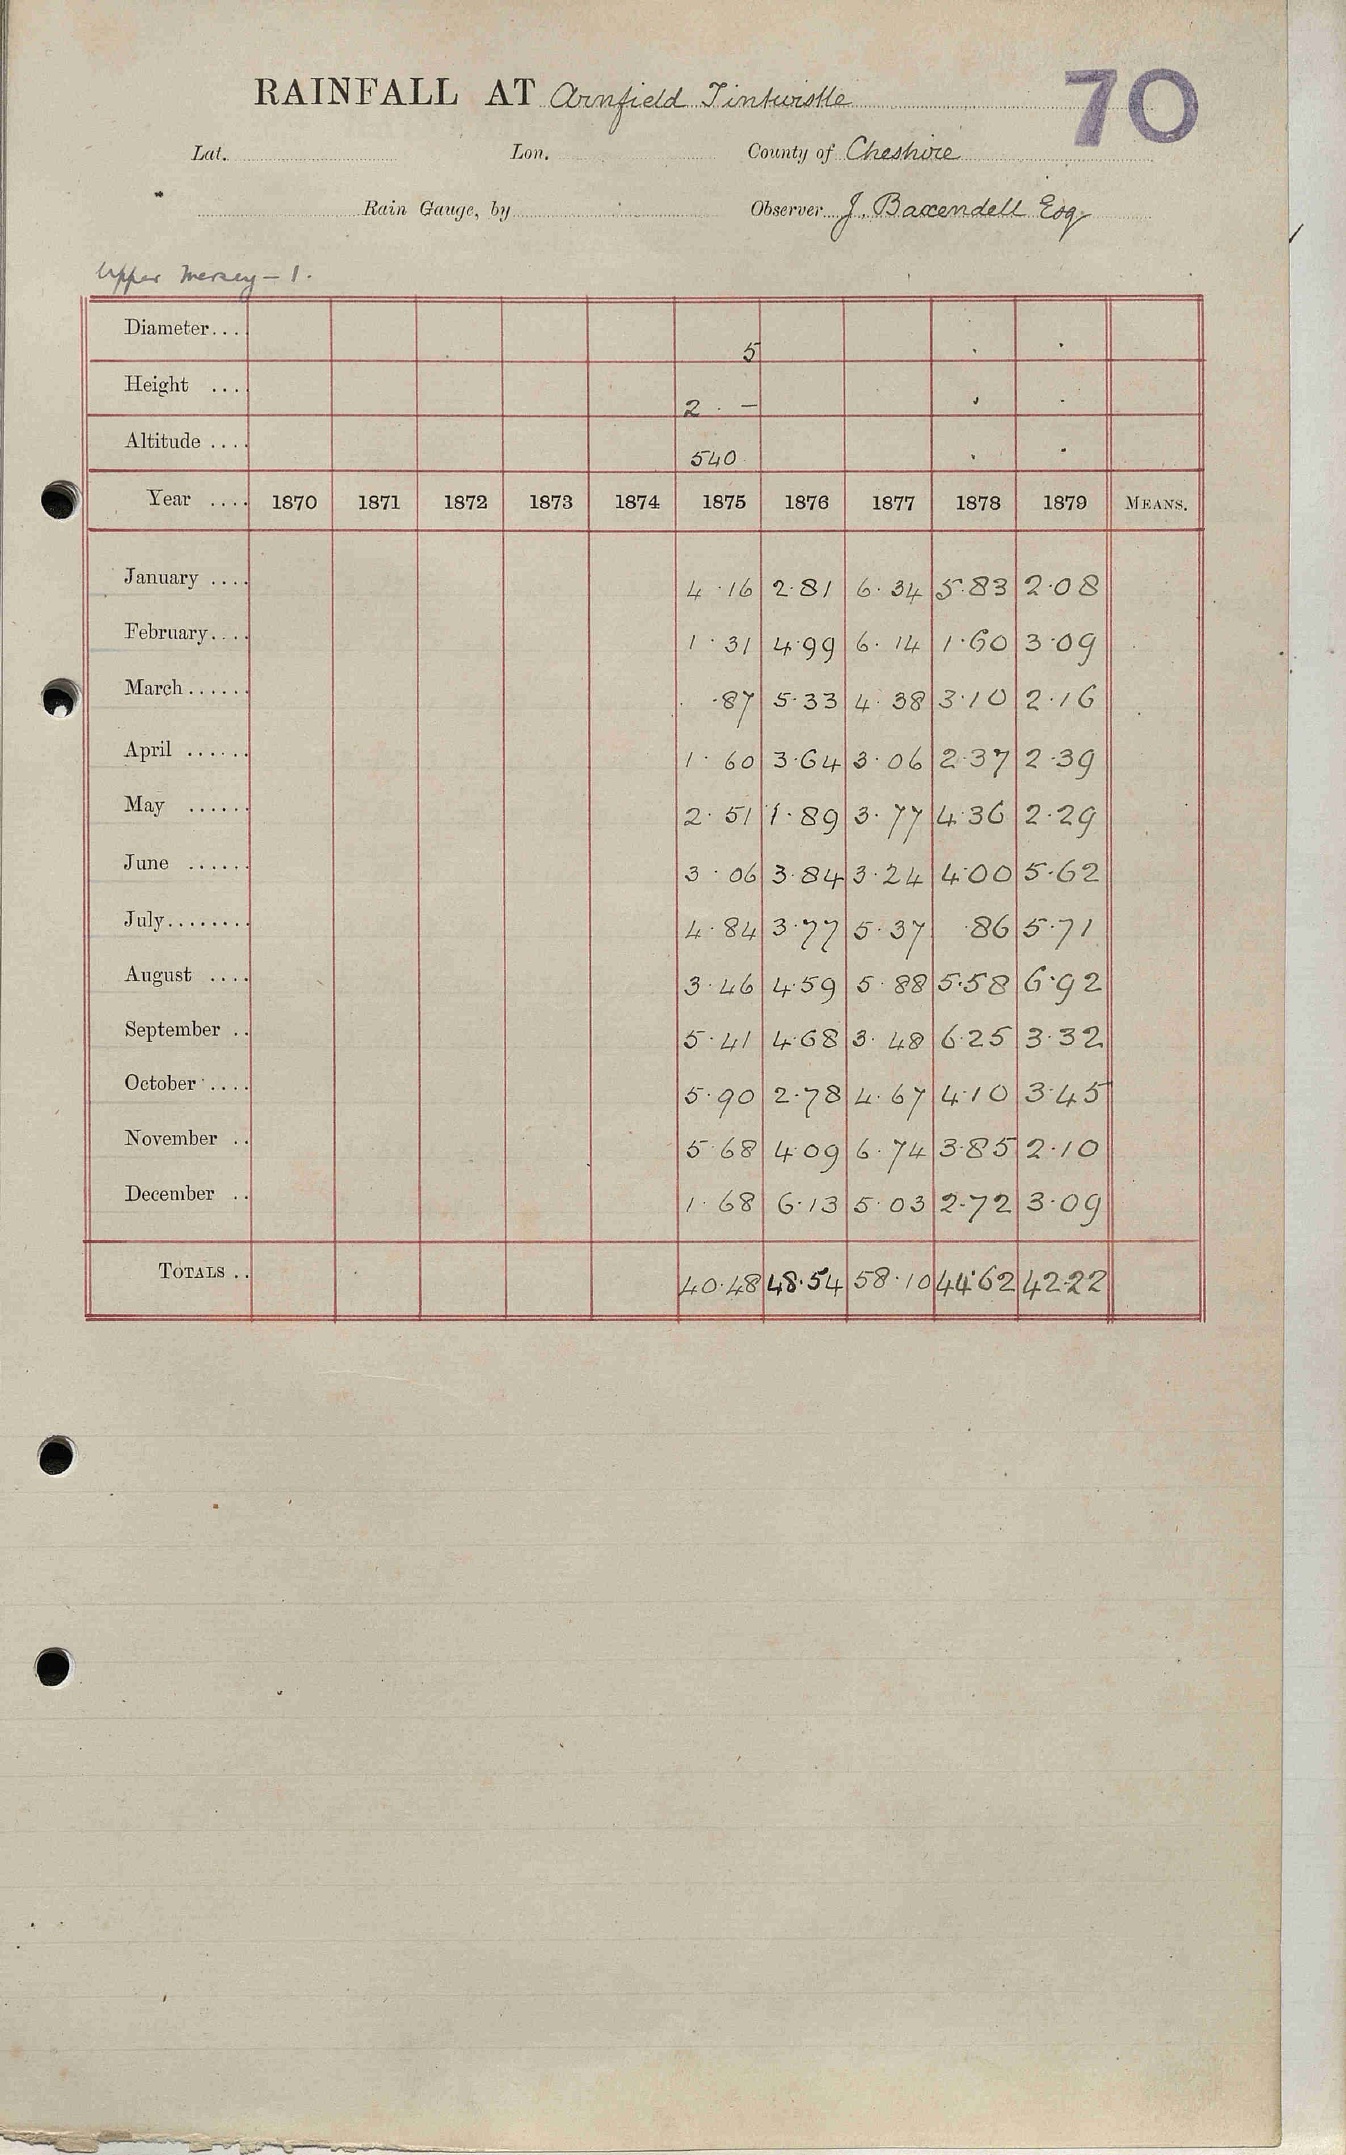 RAINFALL AT Arnfield Tintwistle 70
Lat. Lon. County of Cheshire
Rain Gauge, by Observer J. Baxendell Esq
Upper Mersey - 1.
Diameter.... 5
Height .... 2 . -
Altitude .... 540
Year .... 1870 1871 1872 1873 1874 1875 1876 1877 1878 1879 MEANS.
January .... 4.16 2.81 6.34 5.83 2.08
February.... 1.31 4.99 6.14 1.60 3.09
March...... .87 5.33 4.38 3.10 2.16
April ...... 1.60 3.64 3.06 2.37 2.39
May ...... 2.51 1.89 3.77 4.36 2.29
June ...... 3.06 3.84 3.24 4.00 5.62
July........ 4.84 3.77 5.37 .86 5.71
August .... 3.46 4.59 5.88 5.58 6.92
September .. 5.41 4.68 3.48 6.25 3.32
October .... 5.90 2.78 4.67 4.10 3.45
November .. 5.68 4.09 6.74 3.85 2.10
December .. 1.68 6.13 5.03 2.72 3.09
TOTALS .. 40.48 48.54 58.10 44.62 42.22